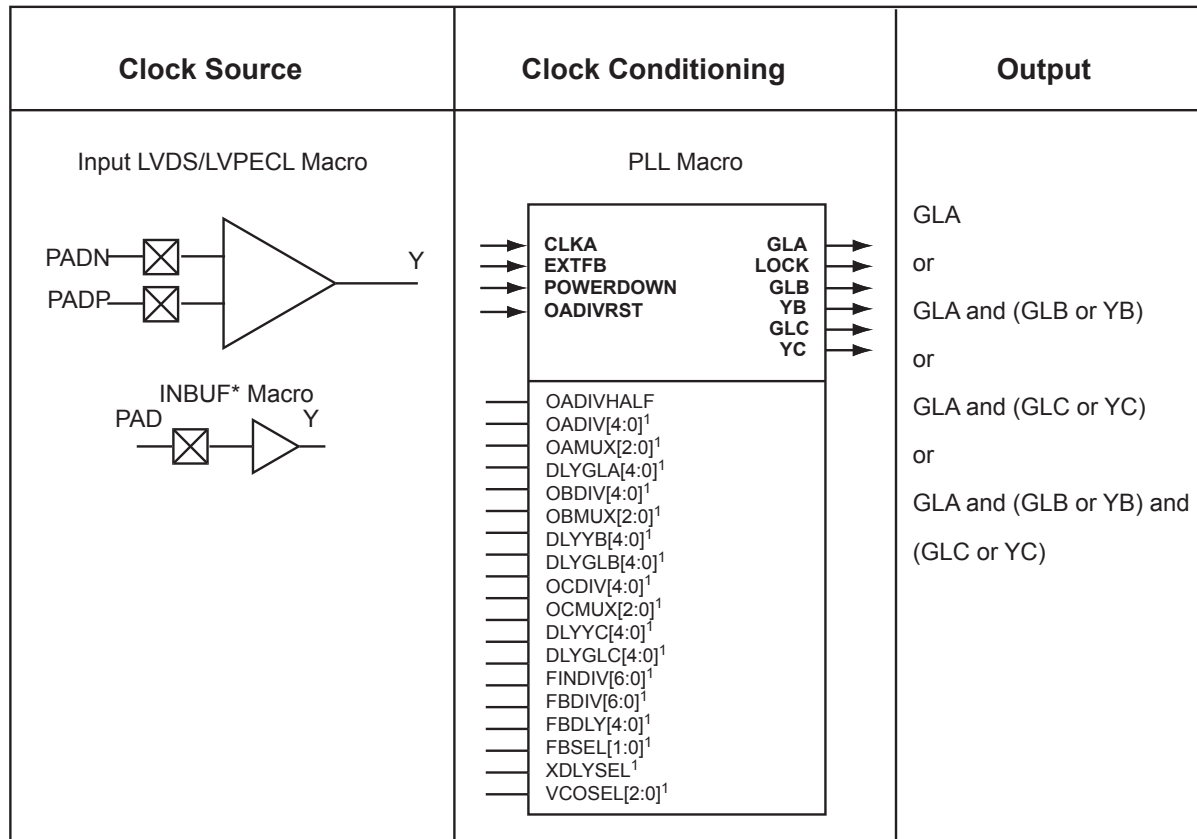 Clock Source
Clock Conditioning
Output
Input LVDS/LVPECL Macro
PADN
PADP
Y
INBUF* Macro
PAD
Y
PLL Macro
CLKA
EXTFB
POWERDOWN
OADIVRST
GLA
LOCK
GLB
YB
GLC
YC
OADIVHALF
OADIV[4:0]¹
OAMUX[2:0]¹
DLYGLA[4:0]¹
OBDIV[4:0]¹
OBMUX[2:0]¹
DLYYB[4:0]¹
DLYGLB[4:0]¹
OCDIV[4:0]¹
OCMUX[2:0]¹
DLYYC[4:0]¹
DLYGLC[4:0]¹
FINDIV[6:0]¹
FBDIV[6:0]¹
FBDLY[4:0]¹
FBSEL[1:0]¹
XDLYSEL¹
VCOSEL[2:0]¹
GLA
or
GLA and (GLB or YB)
or
GLA and (GLC or YC)
or
GLA and (GLB or YB) and
(GLC or YC)